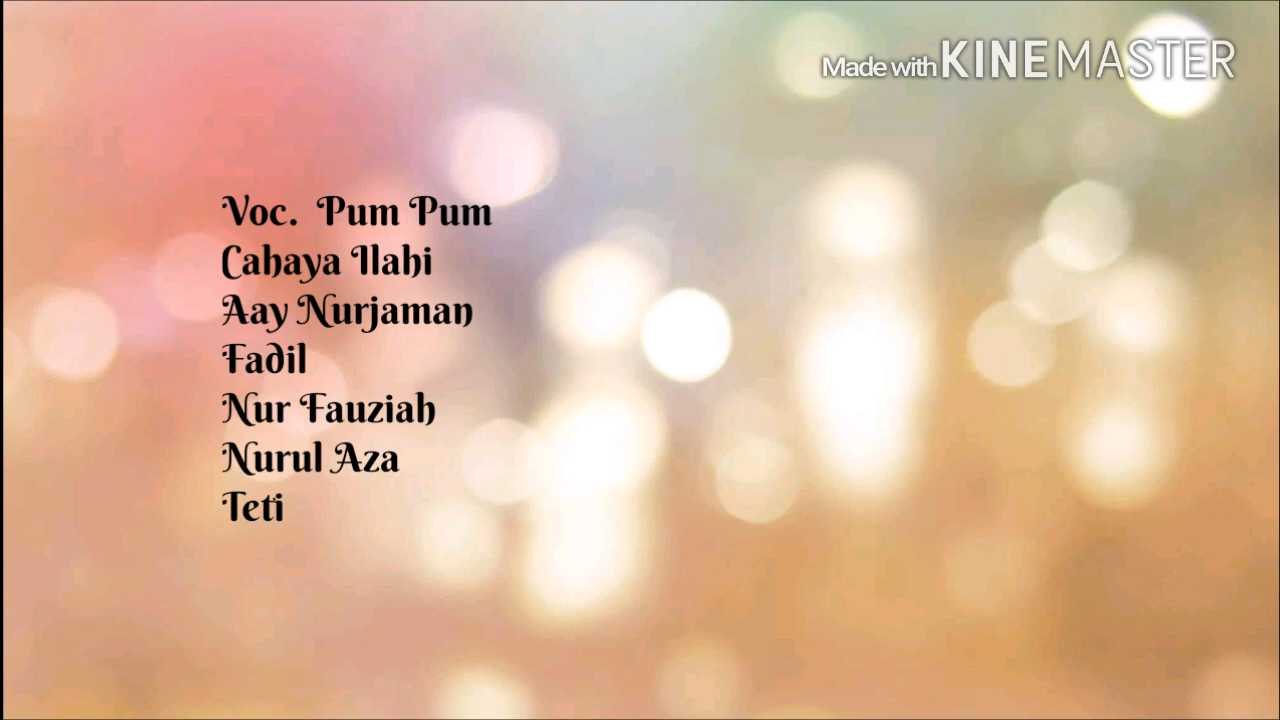 Made with KINEMASTER
Voc. Pum Pum
Cahaya Ilahi
Aay Nurjaman
Fadil
Nur Fauziah
Nurul Aza
Teti